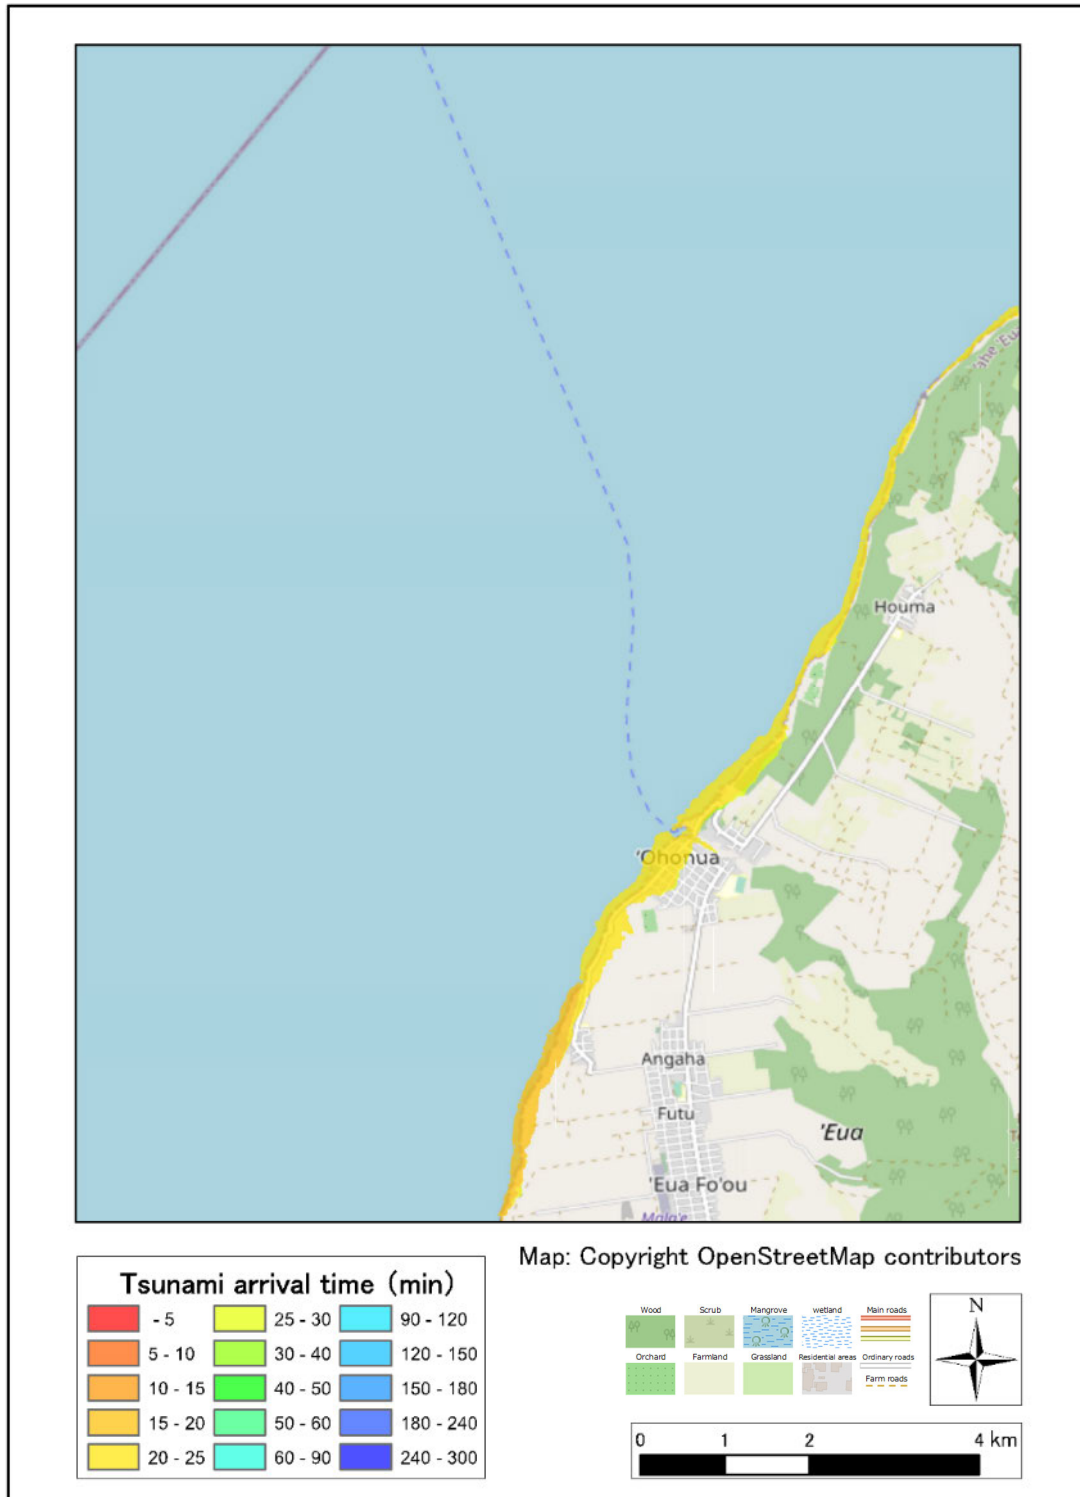 Houma
'Ohonua
Angaha
Futu
'Eua
'Eua Fo'ou
Map: Copyright OpenStreetMap contributors
Tsunami arrival time (min)
- 5
25 - 30
90 - 120
5 - 10
30 - 40
120 - 150
10 - 15
40 - 50
150 - 180
15 - 20
50 - 60
180 - 240
20 - 25
60 - 90
240 - 300
Wood
Scrub
Mangrove
wetland
Main roads
Orchard
Farmland
Grassland
Residential areas
Ordinary roads
Farm roads
N
0 1 2 4 km